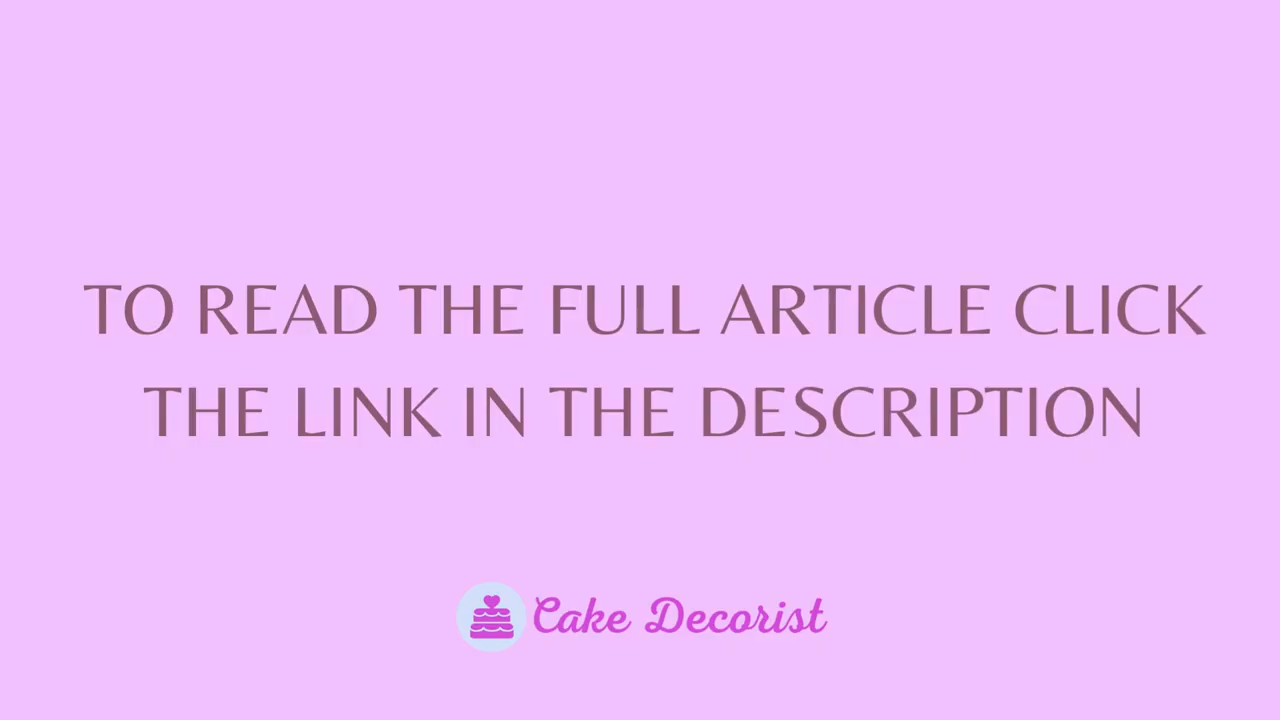 TO READ THE FULL ARTICLE CLICK
THE LINK IN THE DESCRIPTION
Cake Decorist